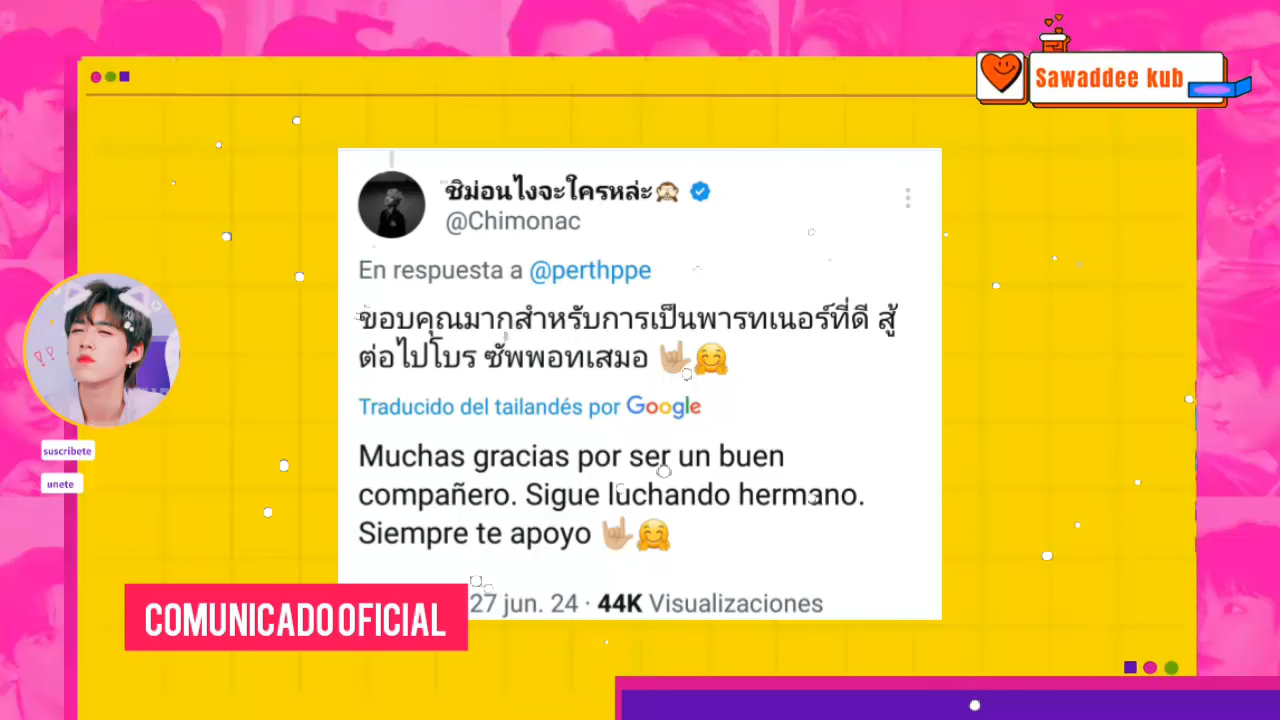 Sawaddee kub
ชิม่อนไงจะใครหล่ะ🙈
@Chimonac
En respuesta a @perthppe
ขอบคุณมากสำหรับการเป็นพารทเนอร์ที่ดี สู้
ต่อไปโบร ซัพพอทเสมอ 🤟🏼🤗
Traducido del tailandés por Google
Muchas gracias por ser un buen
compañero. Sigue luchando hermano.
Siempre te apoyo 🤟🏼🤗
27 jun. 24 · 44K Visualizaciones
suscribete
unete
COMUNICADO OFICIAL